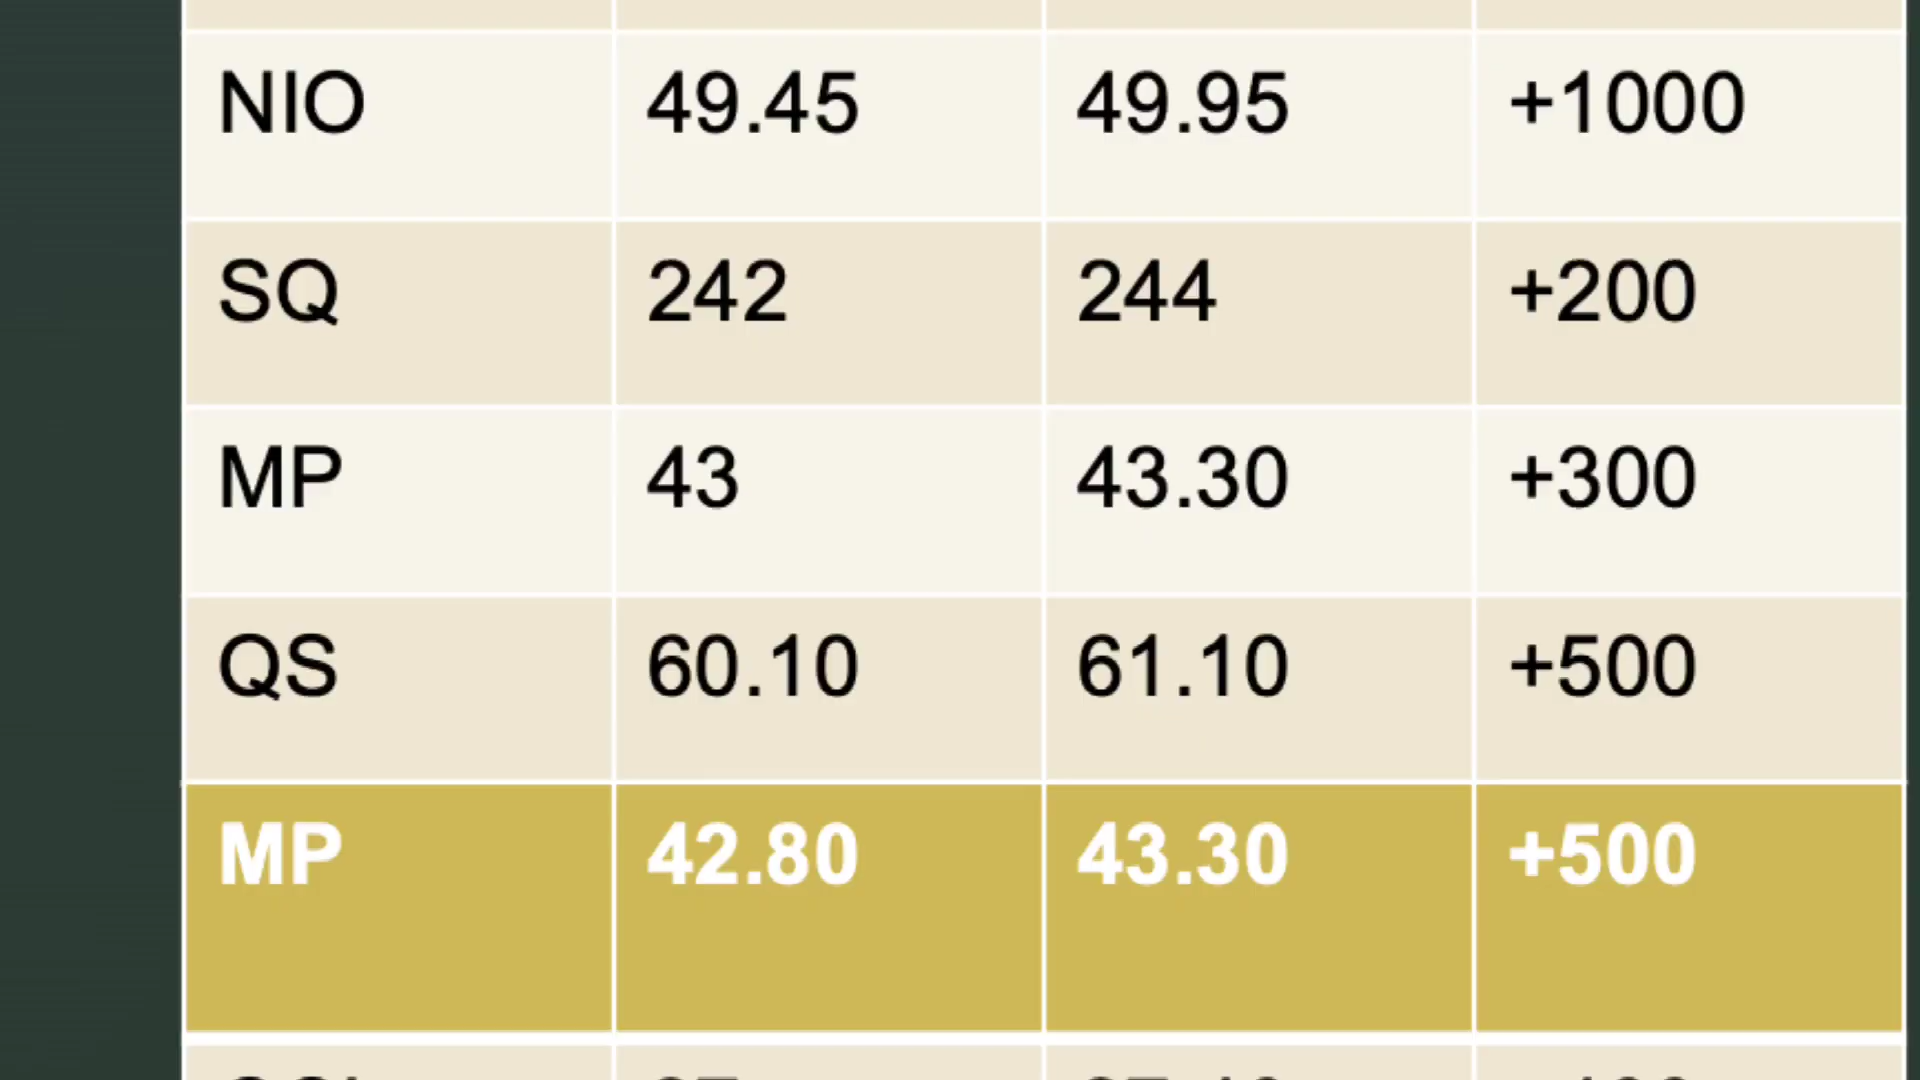 NIO 49.45 49.95 +1000
SQ 242 244 +200
MP 43 43.30 +300
QS 60.10 61.10 +500
MP 42.80 43.30 +500